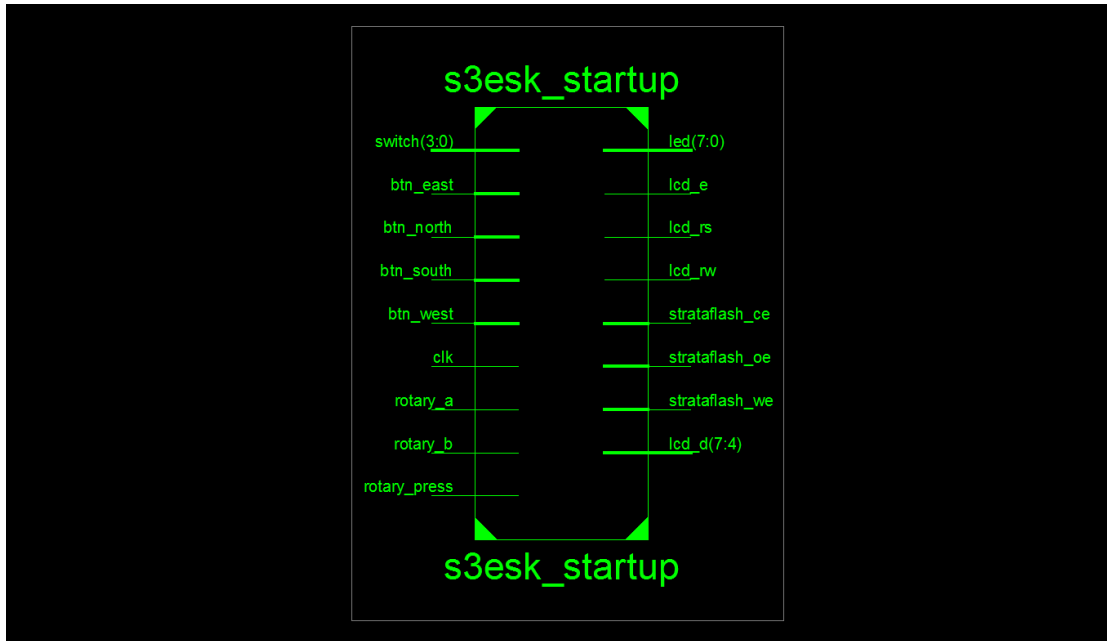 s3esk_startup
switch(3:0) led(7:0)
btn_east lcd_e
btn_north lcd_rs
btn_south lcd_rw
btn_west strataflash_ce
clk strataflash_oe
rotary_a strataflash_we
rotary_b lcd_d(7:4)
rotary_press
s3esk_startup